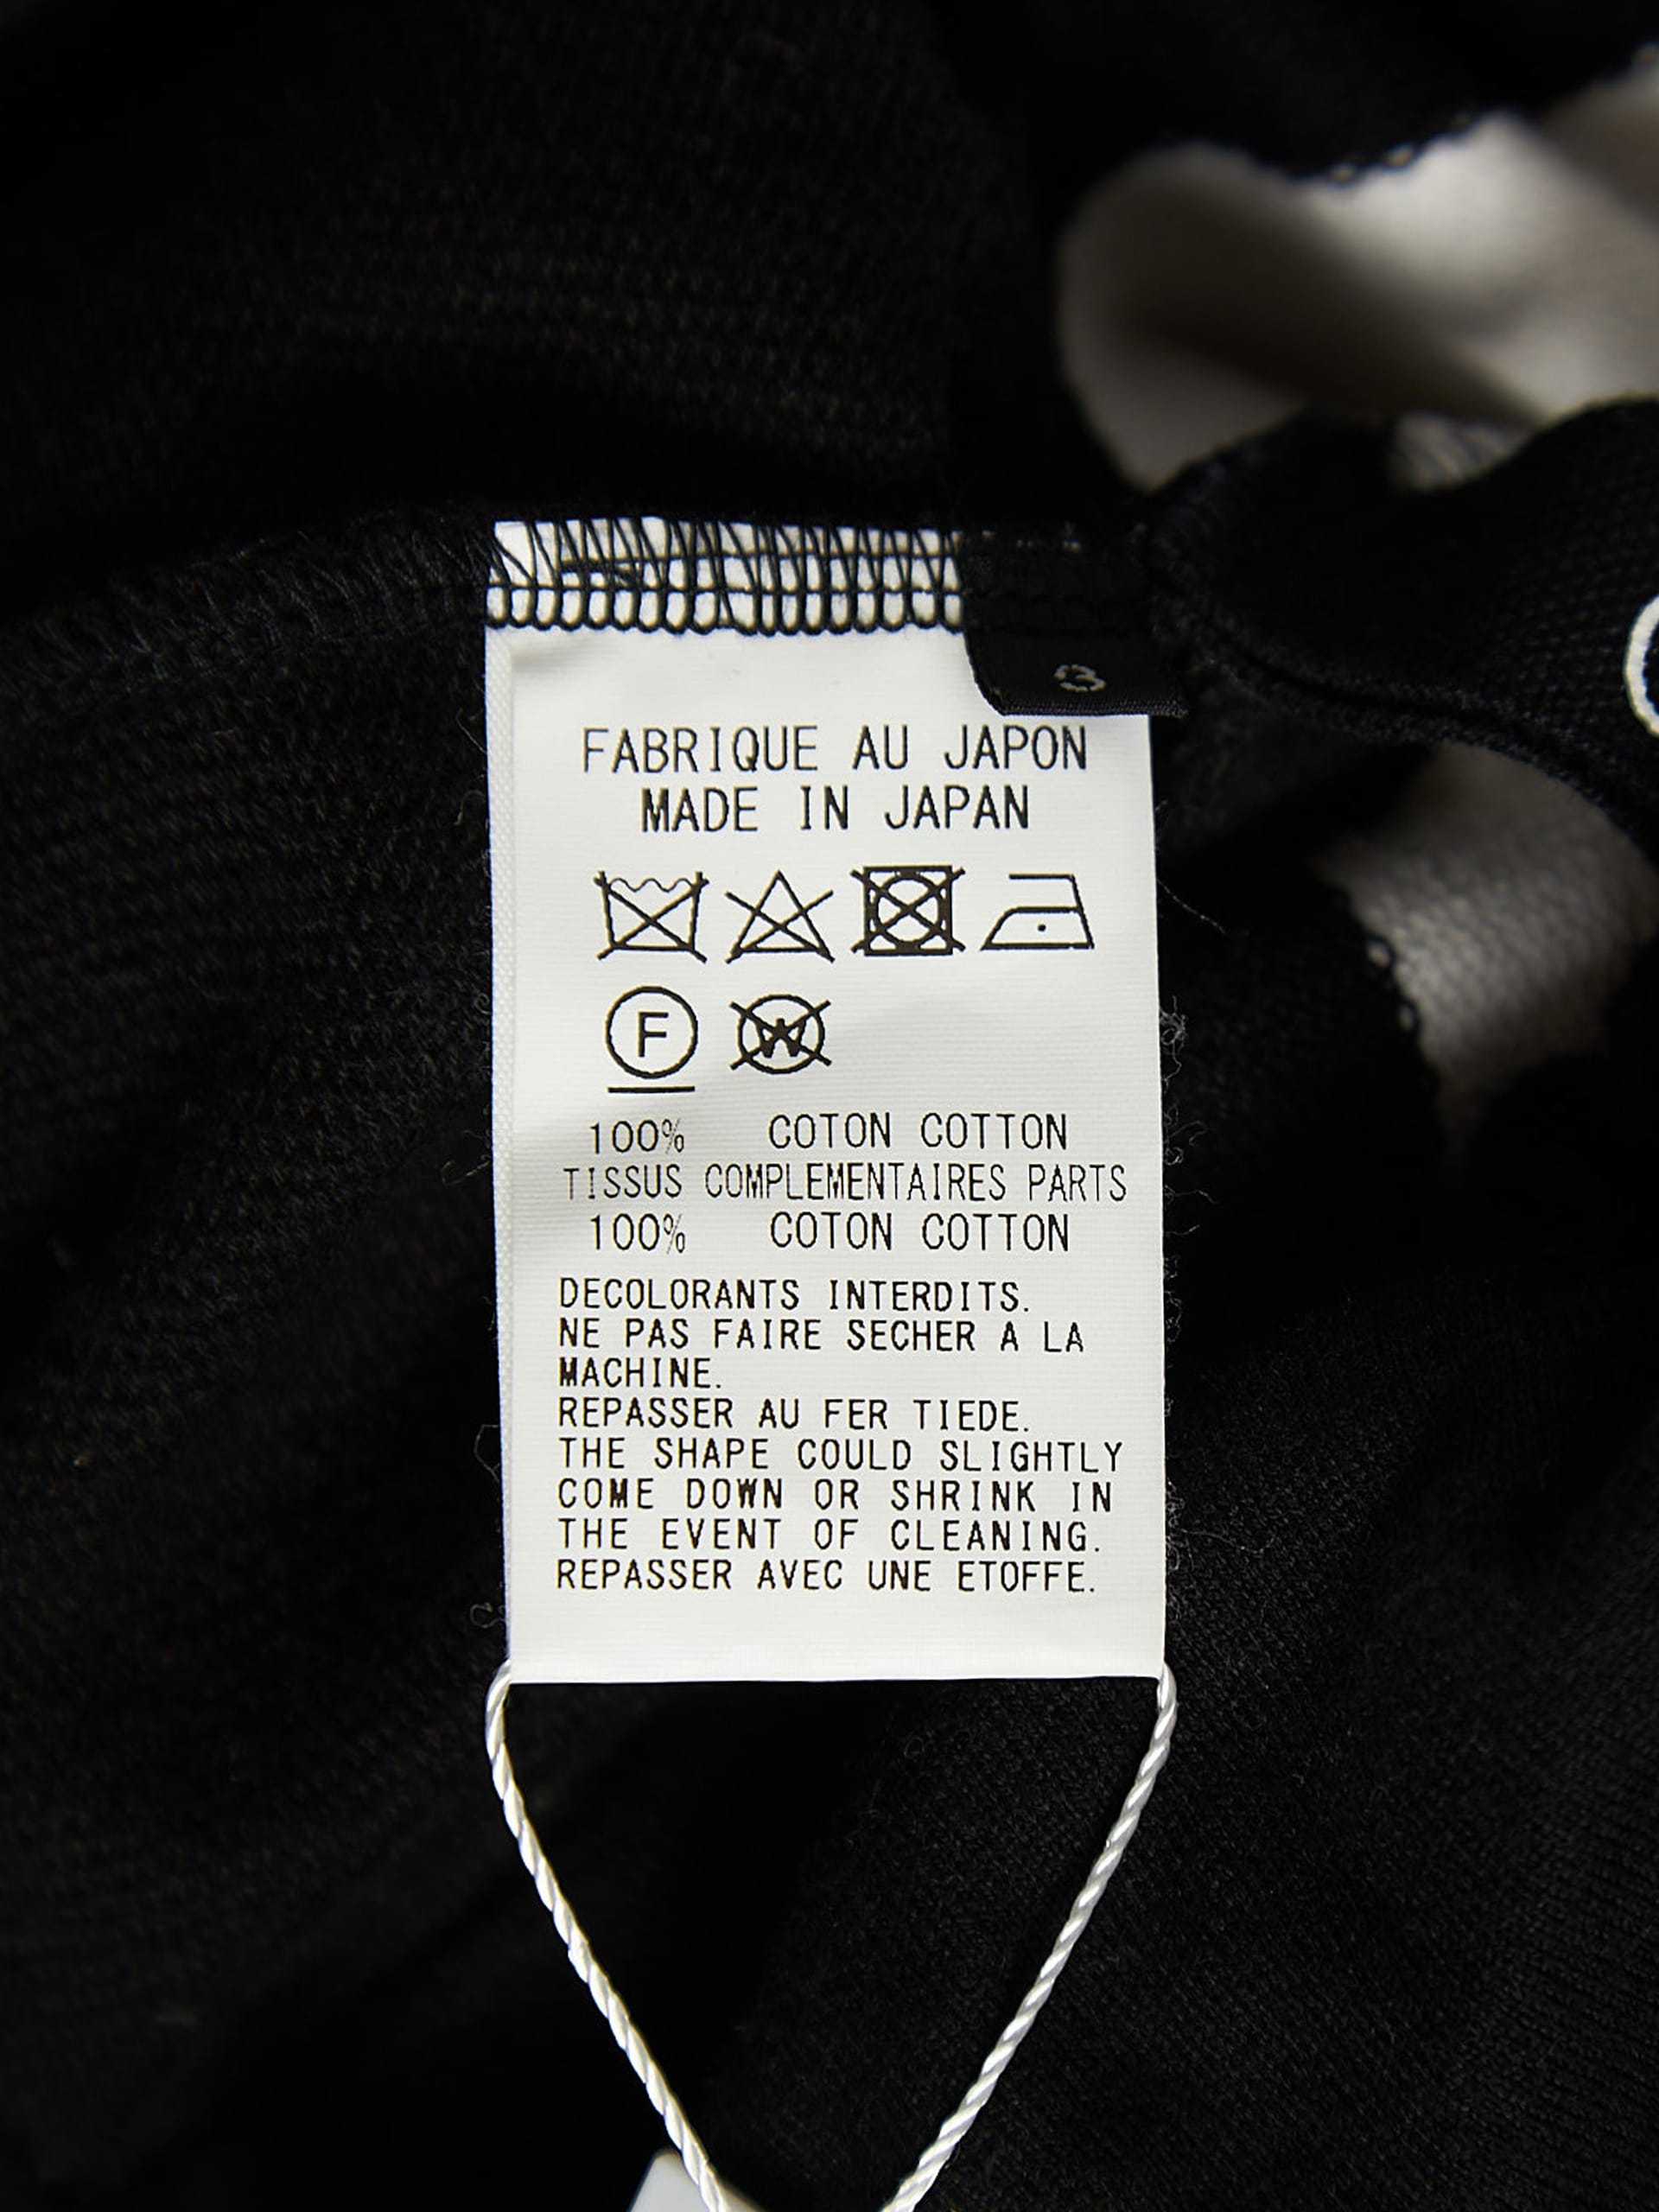 3
FABRIQUE AU JAPON
MADE IN JAPAN
F W
100% COTON COTTON
TISSUS COMPLEMENTAIRES PARTS
100% COTON COTTON
DECOLORANTS INTERDITS.
NE PAS FAIRE SECHER A LA
MACHINE.
REPASSER AU FER TIEDE.
THE SHAPE COULD SLIGHTLY
COME DOWN OR SHRINK IN
THE EVENT OF CLEANING.
REPASSER AVEC UNE ETOFFE.